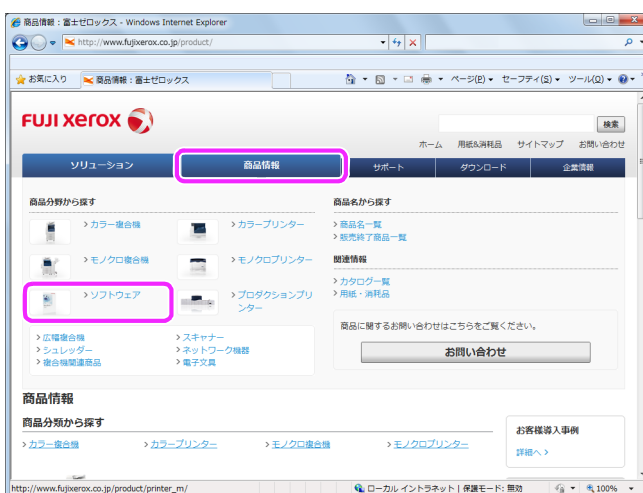 商品情報：富士ゼロックス - Windows Internet Explorer
http://www.fujixerox.co.jp/product/
お気に入り 商品情報：富士ゼロックス ページ(P) セーフティ(S) ツール(O)
FUJI xerox
検索
ホーム 用紙&消耗品 サイトマップ お問い合わせ
ソリューション 商品情報 サポート ダウンロード 企業情報
商品分野から探す
> カラー複合機
> カラープリンター
> モノクロ複合機
> モノクロプリンター
> ソフトウェア
> プロダクションプリ
ンター
> 広幅複合機
> シュレッダー
> 複合機関連商品
> スキャナー
> ネットワーク機器
> 電子文具
商品名から探す
> 商品名一覧
> 販売終了商品一覧
関連情報
> カタログ一覧
> 用紙・消耗品
商品に関するお問い合わせはこちらをご覧ください。
お問い合わせ
商品情報
商品分類から探す
> カラー複合機 > カラープリンター > モノクロ複合機 > モノクロプリンター
お客様導入事例
詳細へ >
http://www.fujixerox.co.jp/product/printer_m/ ローカル イントラネット | 保護モード: 無効 100%